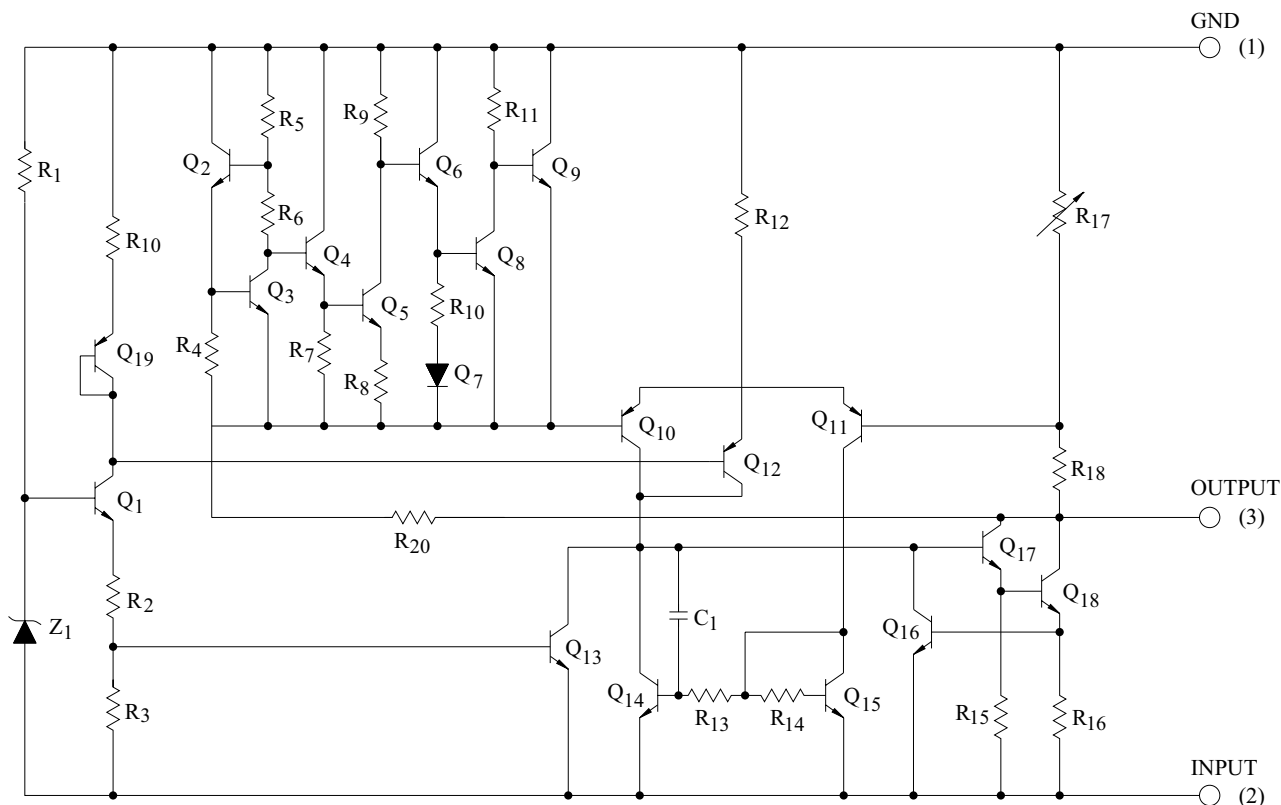 GND
(1)
R5
R9
R11
R1
Q2
Q6
Q9
R6
R12
R17
R10
Q4
Q8
Q3
Q5
R10
R4
R7
Q19
R8
Q7
Q10
Q11
Q12
R18
Q1
OUTPUT
(3)
R20
Q17
R2
C1
Q18
Z1
Q16
Q13
Q14
Q15
R3
R13
R14
R15
R16
INPUT
(2)